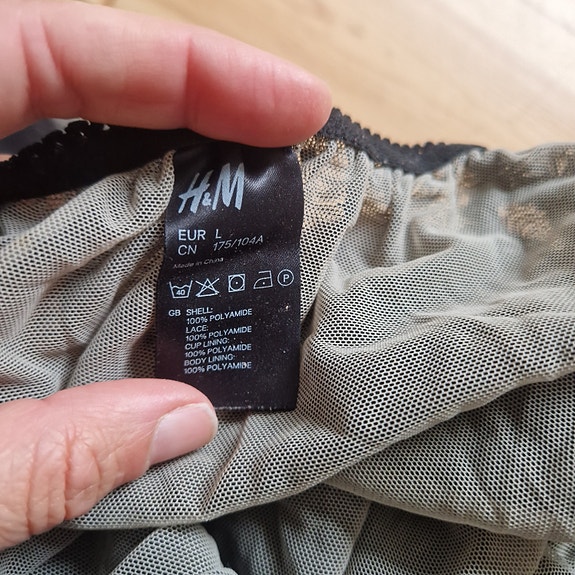 H&M
EUR L
CN 175/104A
Made in China
40 P
GB SHELL:
100% POLYAMIDE
LACE:
100% POLYAMIDE
CUP LINING:
100% POLYAMIDE
BODY LINING:
100% POLYAMIDE